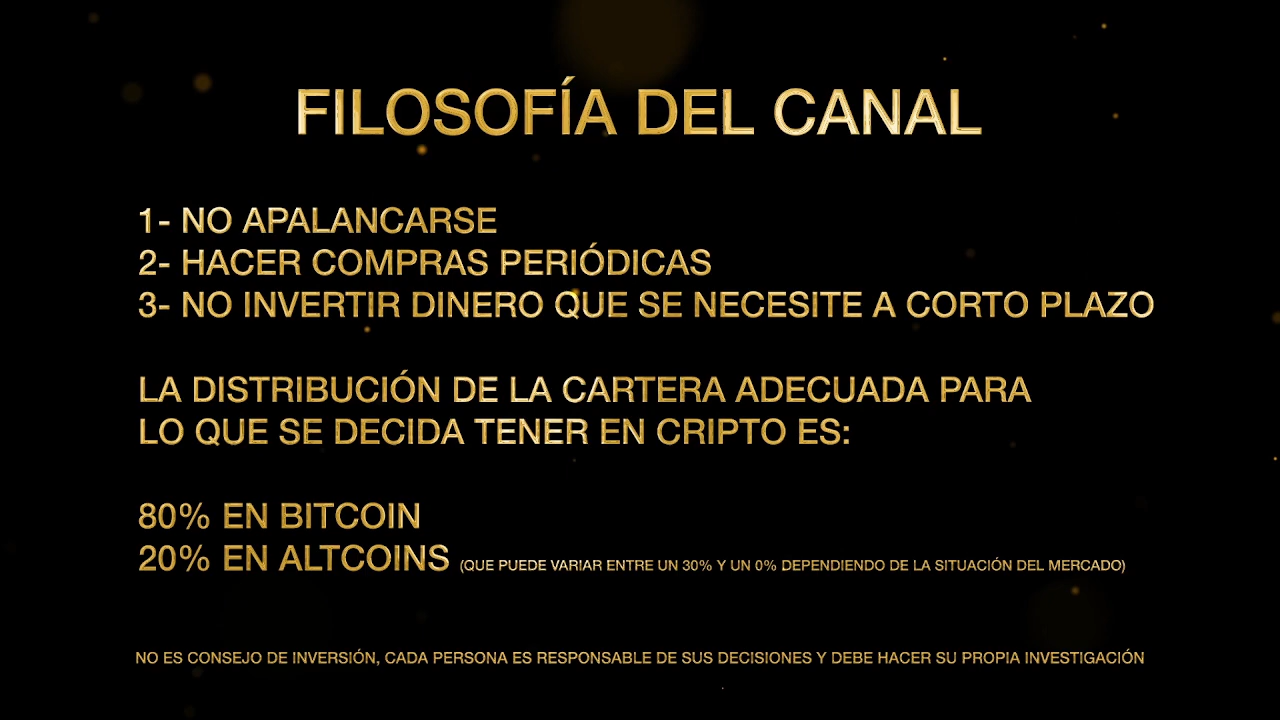 FILOSOFÍA DEL CANAL
1- NO APALANCARSE
2- HACER COMPRAS PERIÓDICAS
3- NO INVERTIR DINERO QUE SE NECESITE A CORTO PLAZO
LA DISTRIBUCIÓN DE LA CARTERA ADECUADA PARA
LO QUE SE DECIDA TENER EN CRIPTO ES:
80% EN BITCOIN
20% EN ALTCOINS (QUE PUEDE VARIAR ENTRE UN 30% Y UN 0% DEPENDIENDO DE LA SITUACIÓN DEL MERCADO)
NO ES CONSEJO DE INVERSIÓN, CADA PERSONA ES RESPONSABLE DE SUS DECISIONES Y DEBE HACER SU PROPIA INVESTIGACIÓN